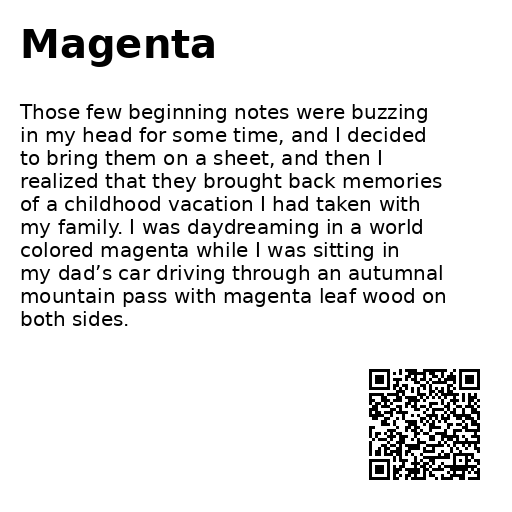 Magenta
Those few beginning notes were buzzing
in my head for some time, and I decided
to bring them on a sheet, and then I
realized that they brought back memories
of a childhood vacation I had taken with
my family. I was daydreaming in a world
colored magenta while I was sitting in
my dad’s car driving through an autumnal
mountain pass with magenta leaf wood on
both sides.